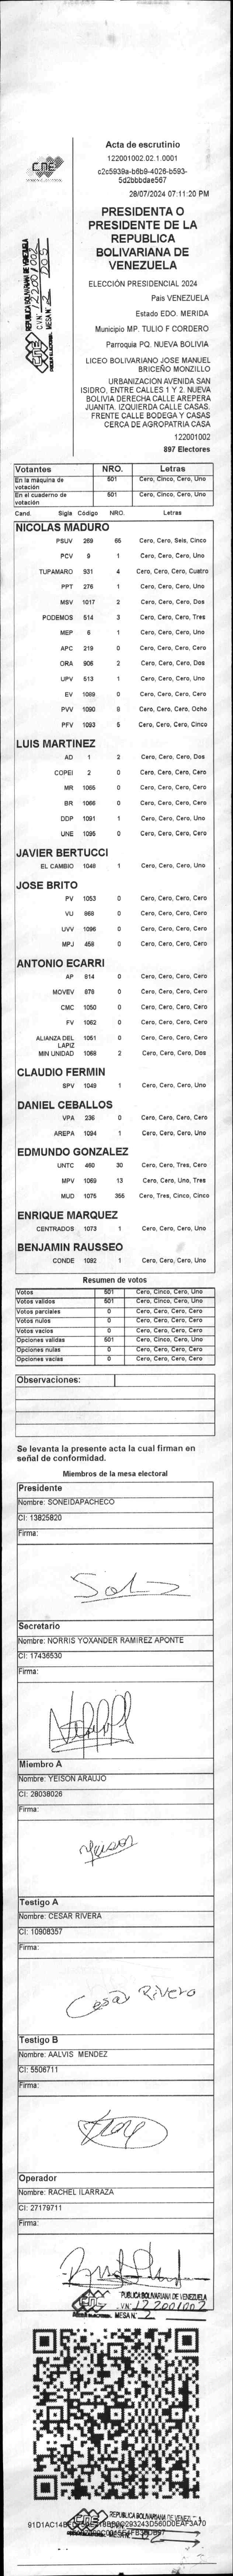 CNE
REPUBLICA BOLIVARIANA DE VENEZUELA
C.V.N° 122001002
MESA N° 2
Acta de escrutinio
122001002.02.1.0001
c2c5939a-b6b9-4026-b593-
5d2bbbdae567
28/07/2024 07:11:20 PM
PRESIDENTA O
PRESIDENTE DE LA
REPUBLICA
BOLIVARIANA DE
VENEZUELA
ELECCIÓN PRESIDENCIAL 2024
Pais VENEZUELA
Estado EDO. MERIDA
Municipio MP. TULIO F CORDERO
Parroquia PQ. NUEVA BOLIVIA
LICEO BOLIVARIANO JOSE MANUEL
BRICEÑO MONZILLO
URBANIZACIÓN AVENIDA SAN
ISIDRO, ENTRE CALLES 1 Y 2. NUEVA
BOLIVIA DERECHA CALLE AREPERA
JUANITA. IZQUIERDA CALLE CASAS.
FRENTE CALLE BODEGA Y CASAS
CERCA DE AGROPATRIA CASA
122001002
897 Electores
Votantes NRO. Letras
En la máquina de votación 501 Cero, Cinco, Cero, Uno
En el cuaderno de votación 501 Cero, Cinco, Cero, Uno
Cand. Sigla Código NRO. Letras
NICOLAS MADURO
PSUV 269 65 Cero, Cero, Seis, Cinco
PCV 9 1 Cero, Cero, Cero, Uno
TUPAMARO 931 4 Cero, Cero, Cero, Cuatro
PPT 276 1 Cero, Cero, Cero, Uno
MSV 1017 2 Cero, Cero, Cero, Dos
PODEMOS 514 3 Cero, Cero, Cero, Tres
MEP 6 1 Cero, Cero, Cero, Uno
APC 219 0 Cero, Cero, Cero, Cero
ORA 906 2 Cero, Cero, Cero, Dos
UPV 513 1 Cero, Cero, Cero, Uno
EV 1089 0 Cero, Cero, Cero, Cero
PVV 1090 8 Cero, Cero, Cero, Ocho
PFV 1093 5 Cero, Cero, Cero, Cinco
LUIS MARTINEZ
AD 1 2 Cero, Cero, Cero, Dos
COPEI 2 0 Cero, Cero, Cero, Cero
MR 1065 0 Cero, Cero, Cero, Cero
BR 1066 0 Cero, Cero, Cero, Cero
DDP 1091 1 Cero, Cero, Cero, Uno
UNE 1095 0 Cero, Cero, Cero, Cero
JAVIER BERTUCCI
EL CAMBIO 1048 1 Cero, Cero, Cero, Uno
JOSE BRITO
PV 1053 0 Cero, Cero, Cero, Cero
VU 968 0 Cero, Cero, Cero, Cero
UVV 1096 0 Cero, Cero, Cero, Cero
MPJ 458 0 Cero, Cero, Cero, Cero
ANTONIO ECARRI
AP 814 0 Cero, Cero, Cero, Cero
MOVEV 878 0 Cero, Cero, Cero, Cero
CMC 1050 0 Cero, Cero, Cero, Cero
FV 1062 0 Cero, Cero, Cero, Cero
ALIANZA DEL LAPIZ 1051 0 Cero, Cero, Cero, Cero
MIN UNIDAD 1068 2 Cero, Cero, Cero, Dos
CLAUDIO FERMIN
SPV 1049 1 Cero, Cero, Cero, Uno
DANIEL CEBALLOS
VPA 236 0 Cero, Cero, Cero, Cero
AREPA 1094 1 Cero, Cero, Cero, Uno
EDMUNDO GONZALEZ
UNTC 460 30 Cero, Cero, Tres, Cero
MPV 1069 13 Cero, Cero, Uno, Tres
MUD 1075 355 Cero, Tres, Cinco, Cinco
ENRIQUE MARQUEZ
CENTRADOS 1073 1 Cero, Cero, Cero, Uno
BENJAMIN RAUSSEO
CONDE 1092 1 Cero, Cero, Cero, Uno
Resumen de votos
Votos 501 Cero, Cinco, Cero, Uno
Votos validos 501 Cero, Cinco, Cero, Uno
Votos parciales 0 Cero, Cero, Cero, Cero
Votos nulos 0 Cero, Cero, Cero, Cero
Votos vacios 0 Cero, Cero, Cero, Cero
Opciones validas 501 Cero, Cinco, Cero, Uno
Opciones nulas 0 Cero, Cero, Cero, Cero
Opciones vacías 0 Cero, Cero, Cero, Cero
Observaciones:
Se levanta la presente acta la cual firman en
señal de conformidad.
Miembros de la mesa electoral
Presidente
Nombre: SONEIDAPACHECO
CI: 13825820
Firma:
Secretario
Nombre: NORRIS YOXANDER RAMIREZ APONTE
CI: 17436530
Firma:
Miembro A
Nombre: YEISON ARAUJO
CI: 28038026
Firma:
Testigo A
Nombre: CESAR RIVERA
CI: 10908357
Firma:
Cesar Rivera
Testigo B
Nombre: AALVIS MENDEZ
CI: 5506711
Firma:
Operador
Nombre: RACHEL ILARRAZA
CI: 27179711
Firma:
PUBLICA BOLIVARIANA DE VENEZUELA
VN° 122001002
MESA N° 2
REPUBLICA BOLIVARIANA DE VENEZ